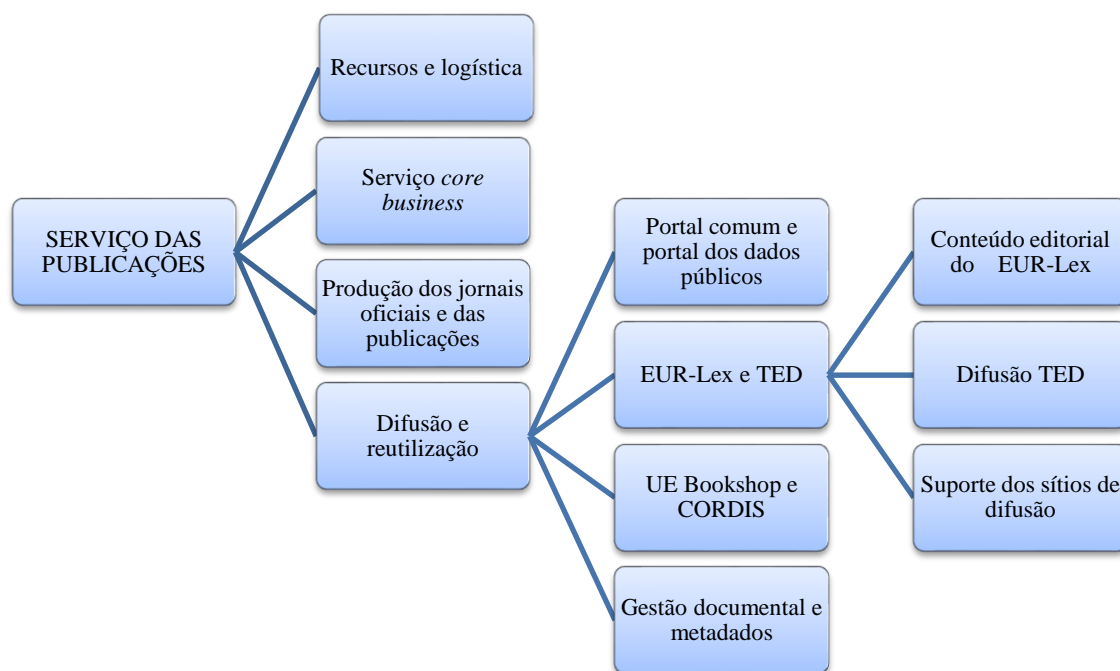 Recursos e logística
Serviço core
business
SERVIÇO DAS
PUBLICAÇÕES
Produção dos jornais
oficiais e das
publicações
Difusão e
reutilização
Portal comum e
portal dos dados
públicos
EUR-Lex e TED
UE Bookshop e
CORDIS
Gestão documental e
metadados
Conteúdo editorial
do EUR-Lex
Difusão TED
Suporte dos sítios de
difusão